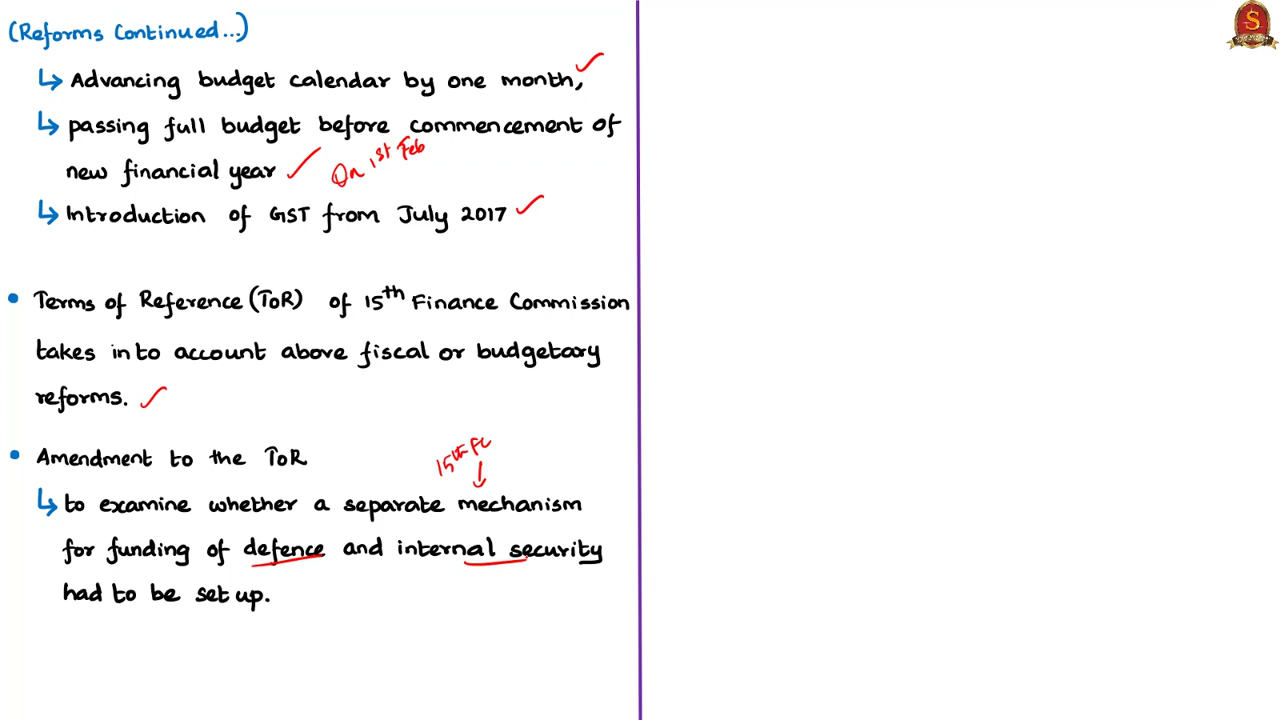 (Reforms Continued...)
↳ Advancing budget calendar by one month,
↳ passing full budget before commencement of
new financial year ✓ On 1st Feb
↳ Introduction of GST from July 2017 ✓
• Terms of Reference (ToR) of 15th Finance Commission
takes in to account above fiscal or budgetary
reforms. ✓
• Amendment to the ToR
15th FC
↳ to examine whether a separate mechanism
for funding of defence and internal security
had to be set up.
S